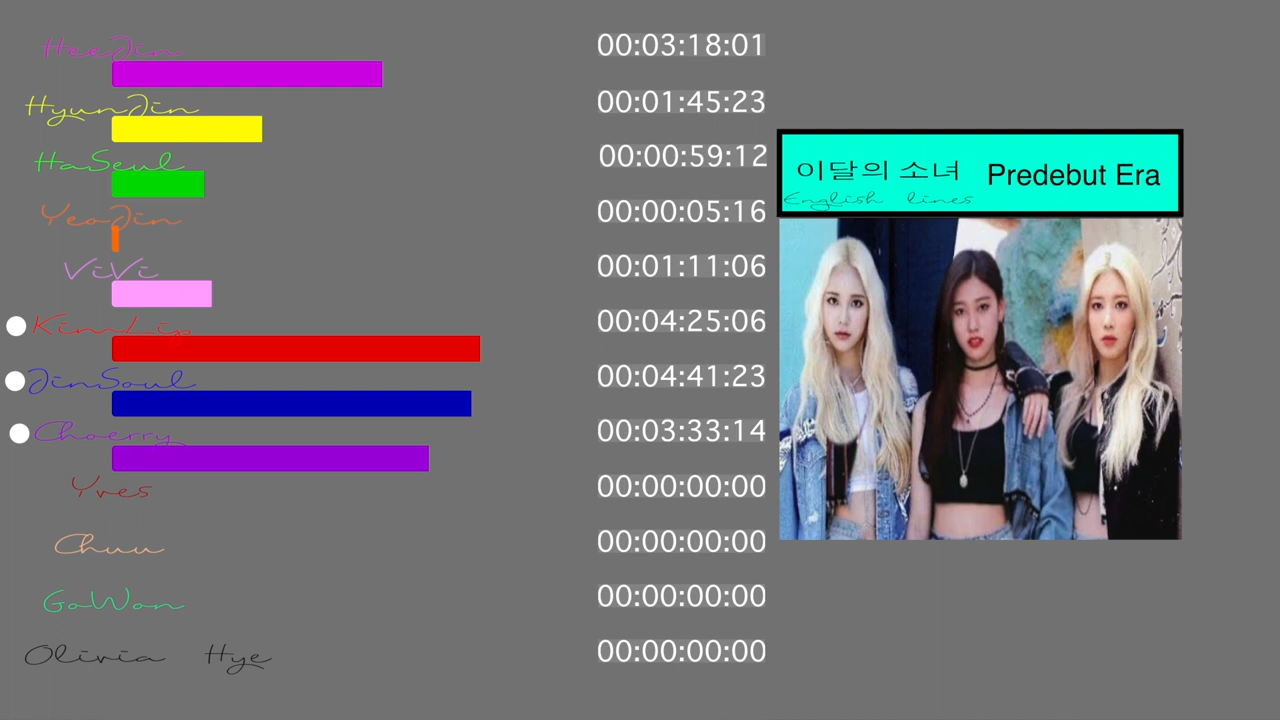 HeeJin 00:03:18:01
HyunJin 00:01:45:23
HaSeul 00:00:59:12
YeoJin 00:00:05:16
ViVi 00:01:11:06
KimLip 00:04:25:06
JinSoul 00:04:41:23
Choerry 00:03:33:14
Yves 00:00:00:00
Chuu 00:00:00:00
GoWon 00:00:00:00
Olivia Hye 00:00:00:00
이달의 소녀 Predebut Era
English lines